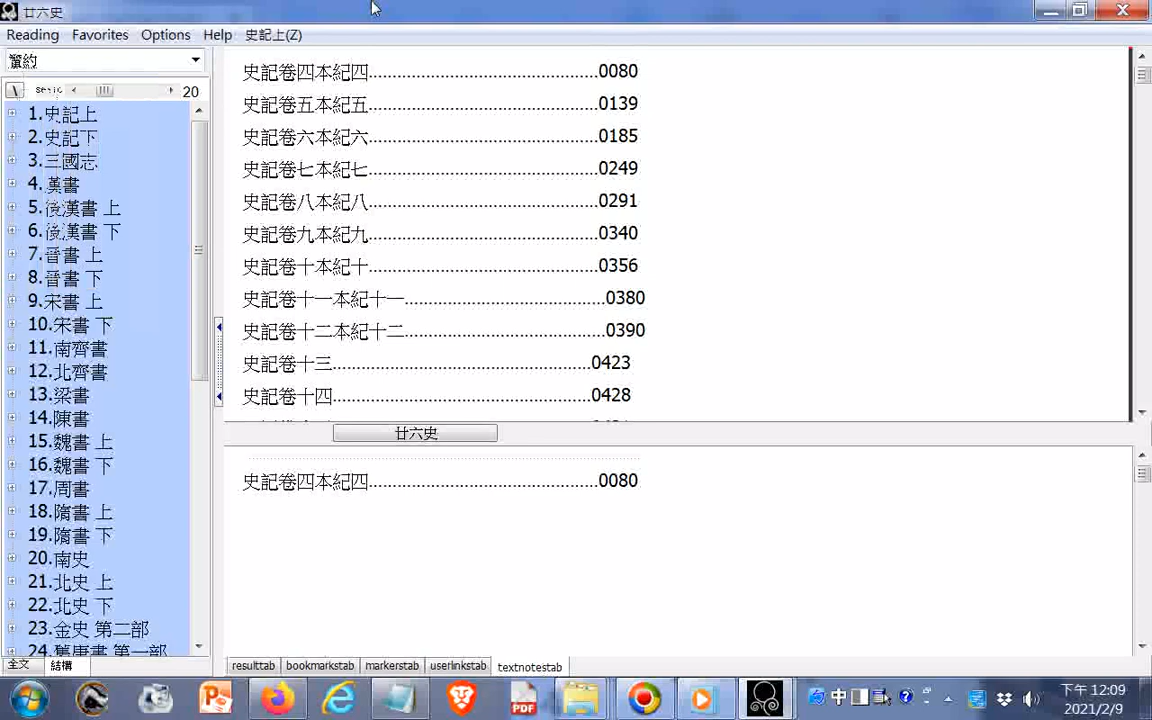 廿六史
Reading Favorites Options Help 史記上(Z)
驚約
20
1.史記上
2.史記下
3.三國志
4.漢書
5.後漢書 上
6.後漢書 下
7.晉書 上
8.晉書 下
9.宋書 上
10.宋書 下
11.南齊書
12.北齊書
13.梁書
14.陳書
15.魏書 上
16.魏書 下
17.周書
18.隋書 上
19.隋書 下
20.南史
21.北史 上
22.北史 下
23.金史 第二部
24.舊唐書 第一部
全文 結構
史記卷四本紀四...................................................0080
史記卷五本紀五...................................................0139
史記卷六本紀六...................................................0185
史記卷七本紀七...................................................0249
史記卷八本紀八...................................................0291
史記卷九本紀九...................................................0340
史記卷十本紀十...................................................0356
史記卷十一本紀十一.............................................0380
史記卷十二本紀十二.............................................0390
史記卷十三.........................................................0423
史記卷十四.........................................................0428
廿六史
史記卷四本紀四...................................................0080
resulttab bookmarkstab markerstab userlinkstab textnotestab
PDF
中
下午 12:09
2021/2/9